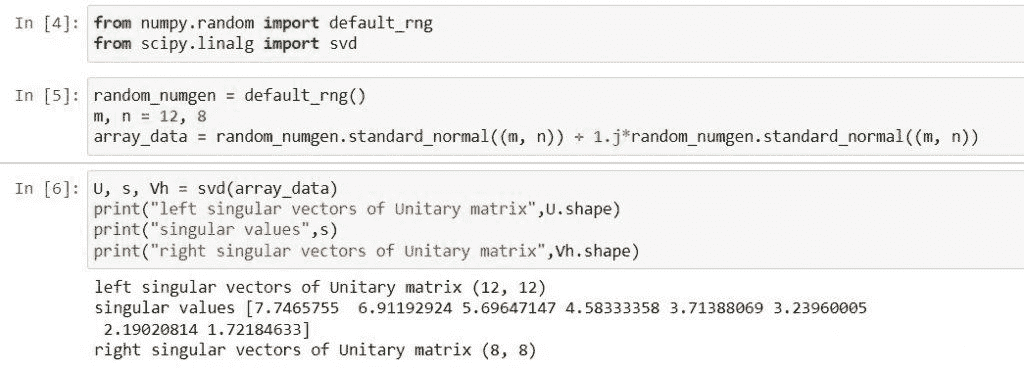 In [4]: from numpy.random import default_rng
from scipy.linalg import svd
In [5]: random_numgen = default_rng()
m, n = 12, 8
array_data = random_numgen.standard_normal((m, n)) + 1.j*random_numgen.standard_normal((m, n))
In [6]: U, s, Vh = svd(array_data)
print("left singular vectors of Unitary matrix",U.shape)
print("singular values",s)
print("right singular vectors of Unitary matrix",Vh.shape)
left singular vectors of Unitary matrix (12, 12)
singular values [7.7465755  6.91192924 5.69647147 4.58333358 3.71388069 3.23960005
 2.19020814 1.72184633]
right singular vectors of Unitary matrix (8, 8)